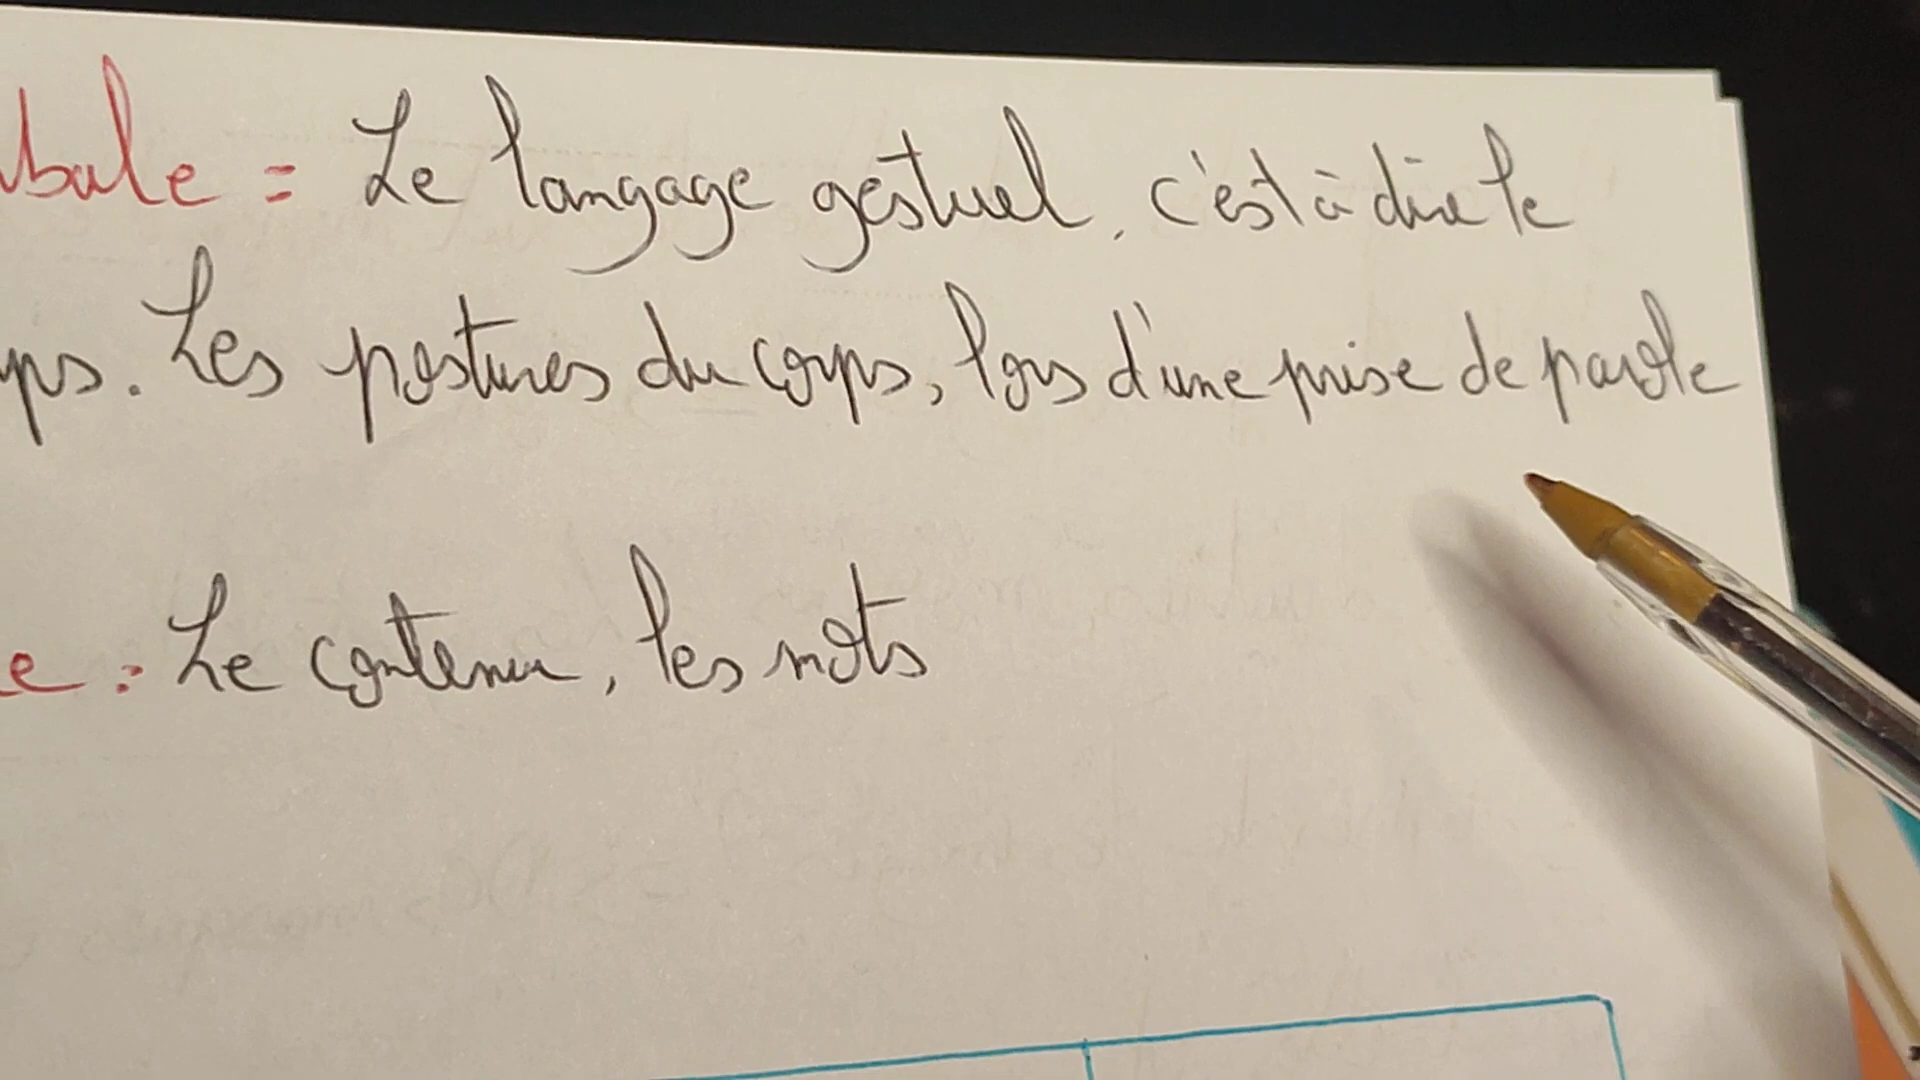 bale = Le langage gestuel, c'est à dire le
ps. Les postures du corps, lors d'une prise de parole
e : Le contenu, les mots